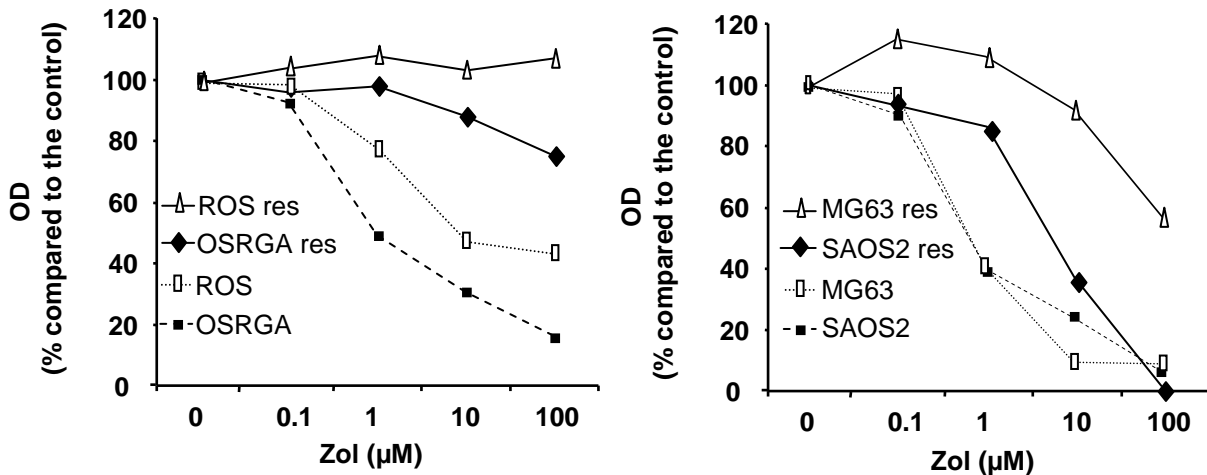 OD
(% compared to the control)
120
100
80
60
40
20
0
ROS res
OSRGA res
ROS
OSRGA
0 0.1 1 10 100
Zol (µM)
OD
(% compared to the control)
120
100
80
60
40
20
0
MG63 res
SAOS2 res
MG63
SAOS2
0 0.1 1 10 100
Zol (µM)